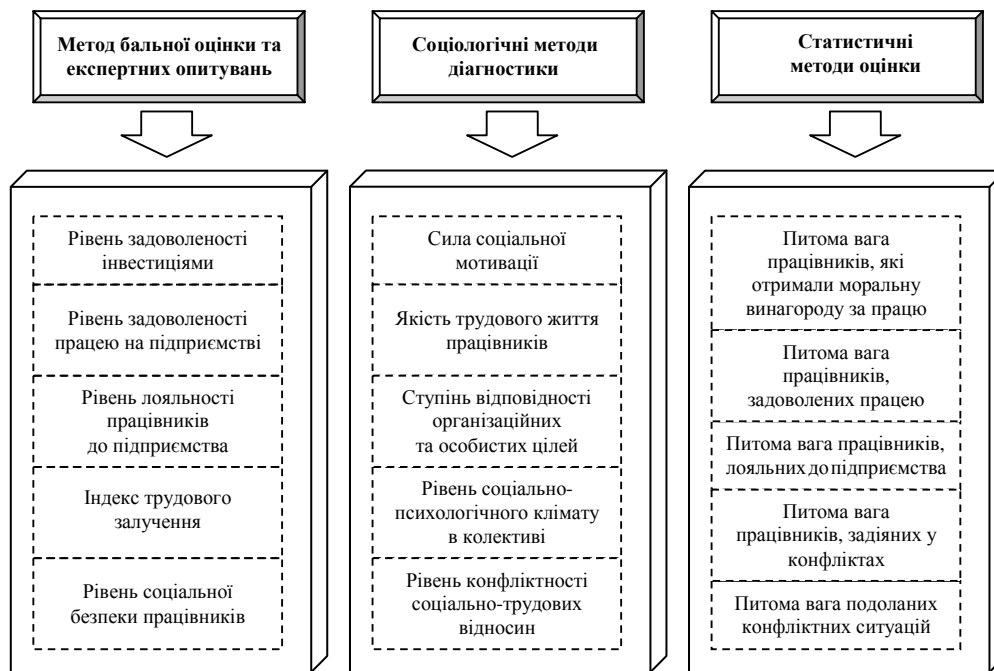 Метод бальної оцінки та
експертних опитувань
Соціологічні методи
діагностики
Статистичні
методи оцінки
Рівень задоволеності
інвестиціями
Рівень задоволеності
працею на підприємстві
Рівень лояльності
працівників
до підприємства
Індекс трудового
залучення
Рівень соціальної
безпеки працівників
Сила соціальної
мотивації
Якість трудового життя
працівників
Ступінь відповідності
організаційних
та особистих цілей
Рівень соціально-
психологічного клімату
в колективі
Рівень конфліктності
соціально-трудових
відносин
Питома вага
працівників, які
отримали моральну
винагороду за працю
Питома вага
працівників,
задоволених працею
Питома вага працівників,
лояльних до підприємства
Питома вага
працівників, задіяних у
конфліктах
Питома вага подоланих
конфліктних ситуацій